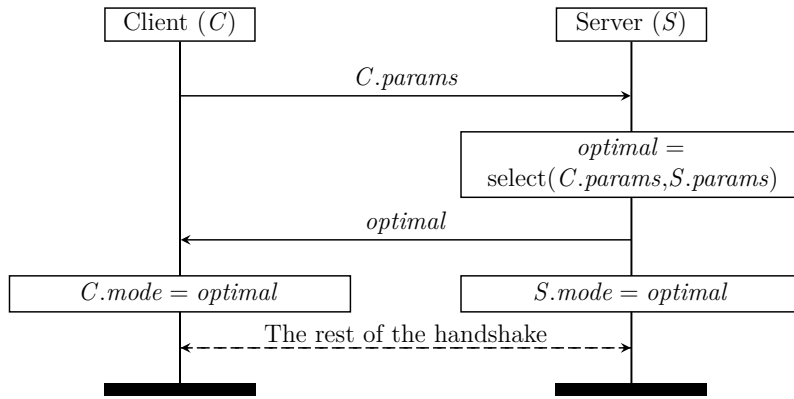 Client (C)
Server (S)
C.params
optimal =
select(C.params,S.params)
optimal
C.mode = optimal
S.mode = optimal
The rest of the handshake